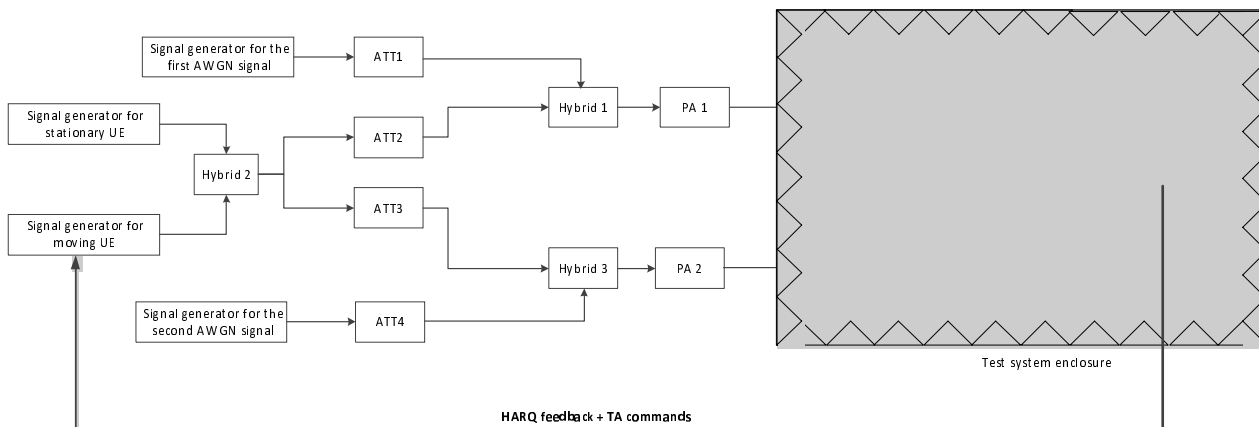 Signal generator for the
first AWGN signal
ATT1
Hybrid 1
PA 1
Signal generator for
stationary UE
ATT2
Hybrid 2
ATT3
Signal generator for
moving UE
Hybrid 3
PA 2
Signal generator for the
second AWGN signal
ATT4
Test system enclosure
HARQ feedback + TA commands